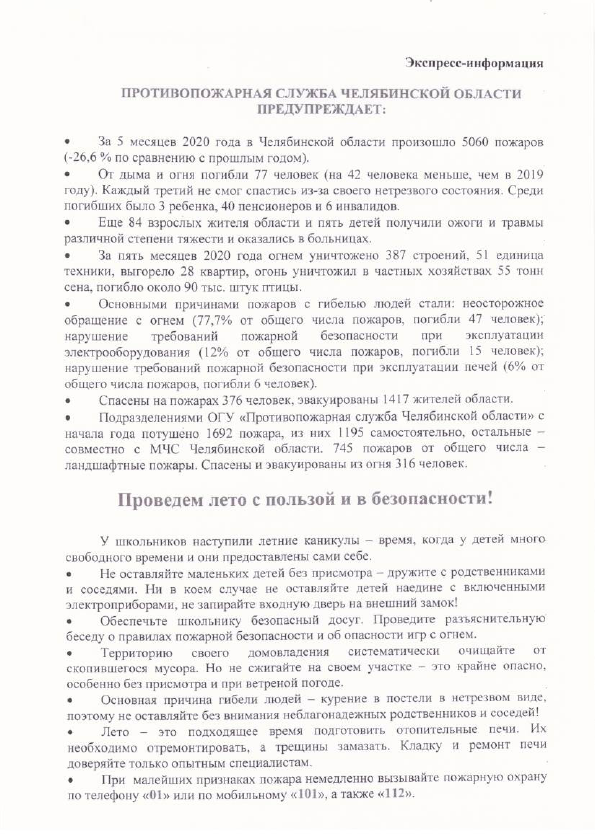 Экспресс-информация
ПРОТИВОПОЖАРНАЯ СЛУЖБА ЧЕЛЯБИНСКОЙ ОБЛАСТИ
ПРЕДУПРЕЖДАЕТ:
• За 5 месяцев 2020 года в Челябинской области произошло 5060 пожаров
(-26,6 % по сравнению с прошлым годом).
• От дыма и огня погибли 77 человек (на 42 человека меньше, чем в 2019
году). Каждый третий не смог спастись из-за своего нетрезвого состояния. Среди
погибших было 3 ребенка, 40 пенсионеров и 6 инвалидов.
• Еще 84 взрослых жителя области и пять детей получили ожоги и травмы
различной степени тяжести и оказались в больницах.
• За пять месяцев 2020 года огнем уничтожено 387 строений, 51 единица
техники, выгорело 28 квартир, огонь уничтожил в частных хозяйствах 55 тонн
сена, погибло около 90 тыс. штук птицы.
• Основными причинами пожаров с гибелью людей стали: неосторожное
обращение с огнем (77,7% от общего числа пожаров, погибли 47 человек);
нарушение требований пожарной безопасности при эксплуатации
электрооборудования (12% от общего числа пожаров, погибли 15 человек);
нарушение требований пожарной безопасности при эксплуатации печей (6% от
общего числа пожаров, погибли 6 человек).
• Спасены на пожарах 376 человек, эвакуированы 1417 жителей области.
• Подразделениями ОГУ «Противопожарная служба Челябинской области» с
начала года потушено 1692 пожара, из них 1195 самостоятельно, остальные –
совместно с МЧС Челябинской области. 745 пожаров от общего числа –
ландшафтные пожары. Спасены и эвакуированы из огня 316 человек.
Проведем лето с пользой и в безопасности!
У школьников наступили летние каникулы – время, когда у детей много
свободного времени и они предоставлены сами себе.
• Не оставляйте маленьких детей без присмотра – дружите с родственниками
и соседями. Ни в коем случае не оставляйте детей наедине с включенными
электроприборами, не запирайте входную дверь на внешний замок!
• Обеспечьте школьнику безопасный досуг. Проведите разъяснительную
беседу о правилах пожарной безопасности и об опасности игр с огнем.
• Территорию своего домовладения систематически очищайте от
скопившегося мусора. Но не сжигайте на своем участке – это крайне опасно,
особенно без присмотра и при ветреной погоде.
• Основная причина гибели людей – курение в постели в нетрезвом виде,
поэтому не оставляйте без внимания неблагонадежных родственников и соседей!
• Лето – это подходящее время подготовить отопительные печи. Их
необходимо отремонтировать, а трещины замазать. Кладку и ремонт печи
доверяйте только опытным специалистам.
• При малейших признаках пожара немедленно вызывайте пожарную охрану
по телефону «01» или по мобильному «101», а также «112».